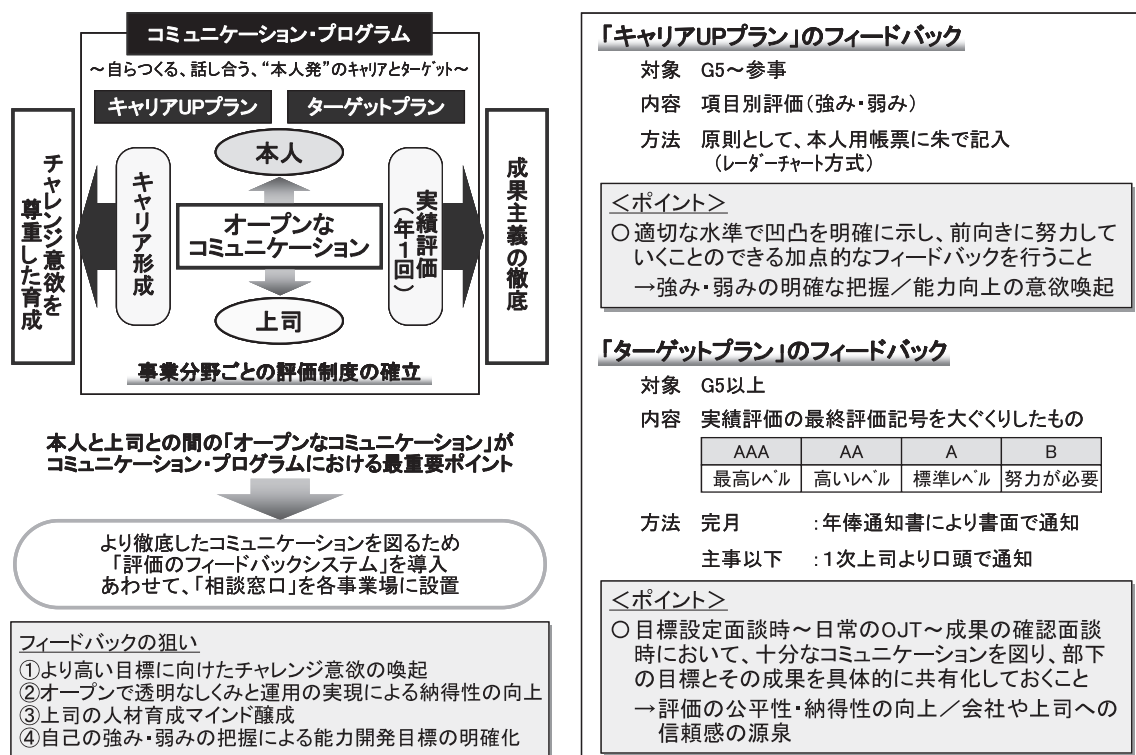 コミュニケーション・プログラム
～自らつくる、話し合う、“本人発”のキャリアとターゲット～
キャリアUPプラン
ターゲットプラン
チャレンジ意欲を
尊重した育成
キャリア形成
本人
オープンな
コミュニケーション
上司
実績評価
(年1回)
成果主義の徹底
事業分野ごとの評価制度の確立
本人と上司との間の「オープンなコミュニケーション」が
コミュニケーション・プログラムにおける最重要ポイント
より徹底したコミュニケーションを図るため
「評価のフィードバックシステム」を導入
あわせて、「相談窓口」を各事業場に設置
フィードバックの狙い
①より高い目標に向けたチャレンジ意欲の喚起
②オープンで透明なしくみと運用の実現による納得性の向上
③上司の人材育成マインド醸成
④自己の強み・弱みの把握による能力開発目標の明確化
「キャリアUPプラン」のフィードバック
対象 G5～参事
内容 項目別評価(強み・弱み)
方法 原則として、本人用帳票に朱で記入
(レーダーチャート方式)
＜ポイント＞
○適切な水準で凹凸を明確に示し、前向きに努力して
いくことのできる加点的なフィードバックを行うこと
→強み・弱みの明確な把握／能力向上の意欲喚起
「ターゲットプラン」のフィードバック
対象 G5以上
内容 実績評価の最終評価記号を大ぐくりしたもの
AAA AA A B
最高レベル 高いレベル 標準レベル 努力が必要
方法 完月 ：年俸通知書により書面で通知
主事以下 ：1次上司より口頭で通知
＜ポイント＞
○目標設定面談時～日常のOJT～成果の確認面談
時において、十分なコミュニケーションを図り、部下
の目標とその成果を具体的に共有化しておくこと
→評価の公平性・納得性の向上／会社や上司への
信頼感の源泉